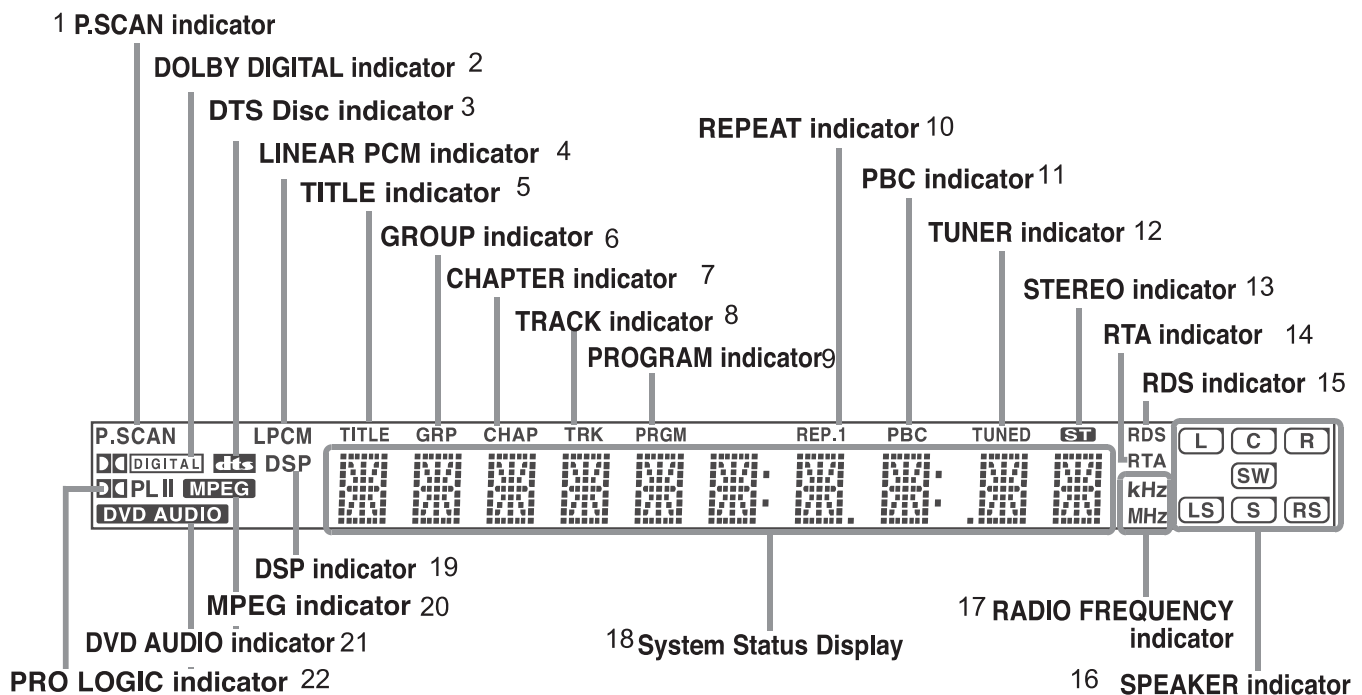 1 P.SCAN indicator
DOLBY DIGITAL indicator 2
DTS Disc indicator 3
LINEAR PCM indicator 4
TITLE indicator 5
GROUP indicator 6
CHAPTER indicator 7
TRACK indicator 8
PROGRAM indicator9
REPEAT indicator 10
PBC indicator 11
TUNER indicator 12
STEREO indicator 13
RTA indicator 14
RDS indicator 15
P.SCAN LPCM TITLE GRP CHAP TRK PRGM REP.1 PBC TUNED ST RDS L C R
DIGITAL dts DSP RTA SW
PL II MPEG kHz
DVD AUDIO MHz LS S RS
DSP indicator 19
MPEG indicator 20
DVD AUDIO indicator 21
PRO LOGIC indicator 22
18 System Status Display
17 RADIO FREQUENCY
indicator
16 SPEAKER indicator